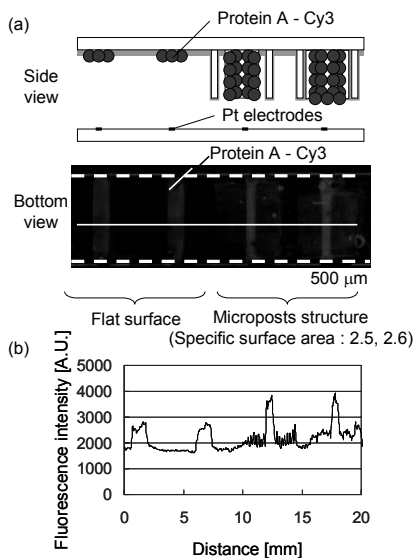 (a)
Protein A - Cy3
Side
view
Pt electrodes
Protein A - Cy3
Bottom
view
500 µm
Flat surface
Microposts structure
(Specific surface area : 2.5, 2.6)
(b)
Fluorescence intensity [A.U.]
5000
4000
3000
2000
1000
0
0 5 10 15 20
Distance [mm]